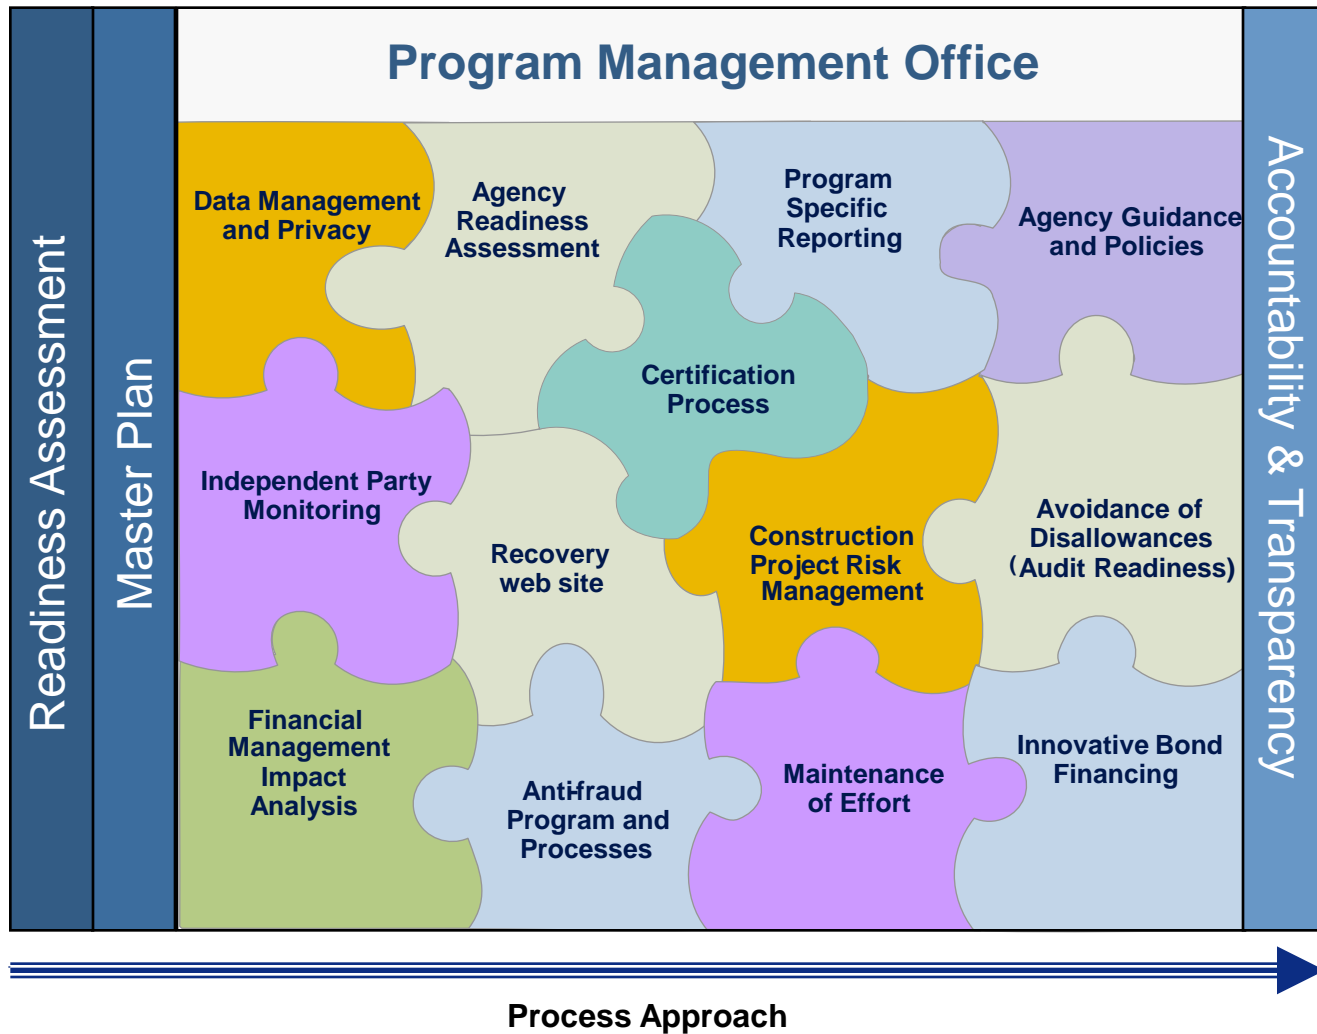 Program Management Office
Readiness Assessment
Master Plan
Data Management
and Privacy
Agency
Readiness
Assessment
Program
Specific
Reporting
Agency Guidance
and Policies
Certification
Process
Independent Party
Monitoring
Recovery
web site
Construction
Project Risk
Management
Avoidance of
Disallowances
(Audit Readiness)
Financial
Management
Impact
Analysis
Anti-fraud
Program and
Processes
Maintenance
of Effort
Innovative Bond
Financing
Accountability & Transparency
Process Approach